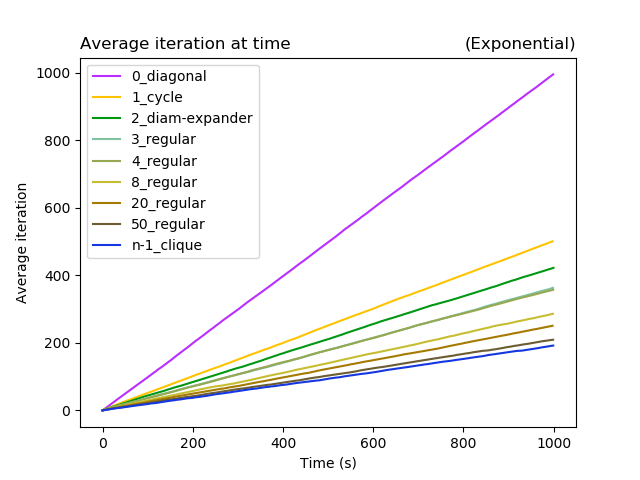 Average iteration at time (Exponential)
1000
800
600
400
200
0
Average iteration
0_diagonal
1_cycle
2_diam-expander
3_regular
4_regular
8_regular
20_regular
50_regular
n-1_clique
0 200 400 600 800 1000
Time (s)